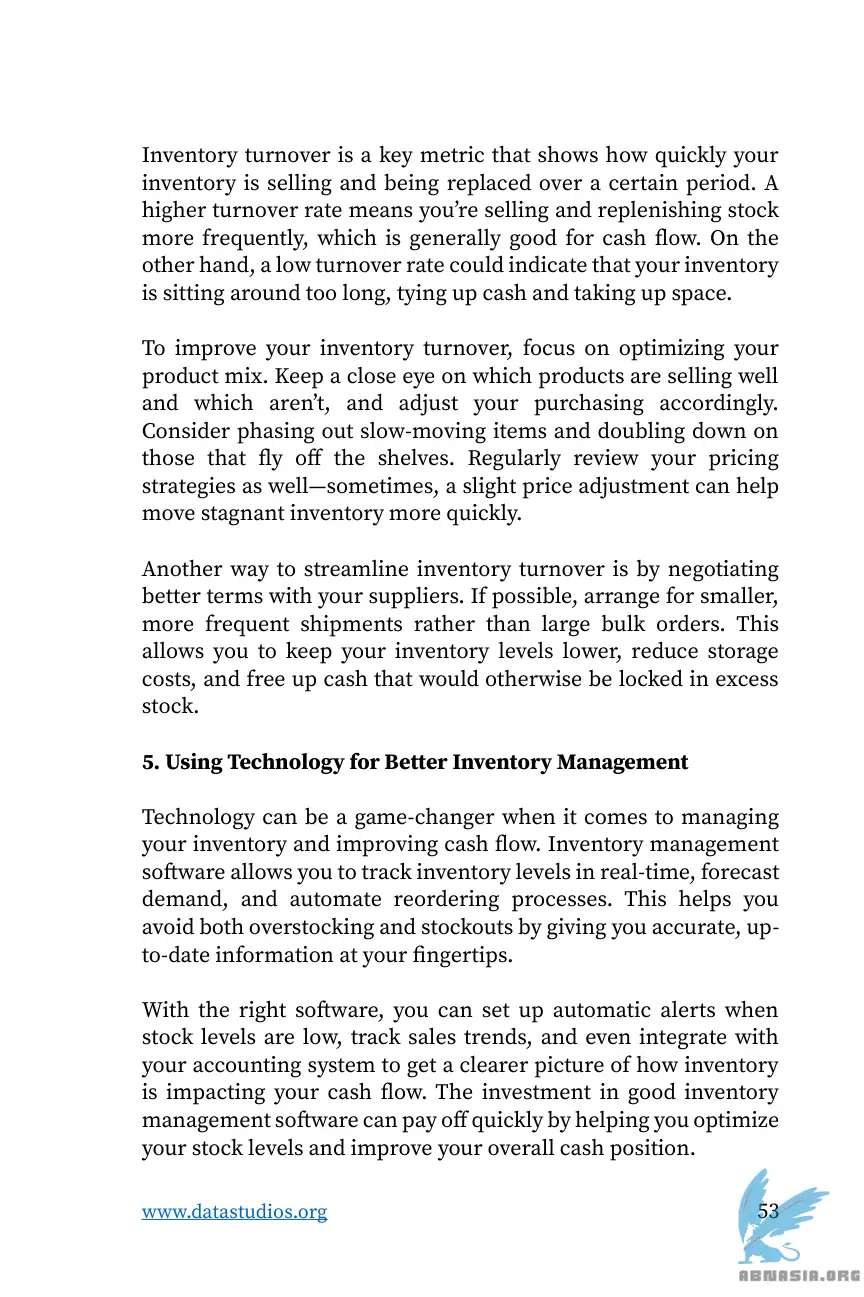 Inventory turnover is a key metric that shows how quickly your
inventory is selling and being replaced over a certain period. A
higher turnover rate means you’re selling and replenishing stock
more frequently, which is generally good for cash flow. On the
other hand, a low turnover rate could indicate that your inventory
is sitting around too long, tying up cash and taking up space.
To improve your inventory turnover, focus on optimizing your
product mix. Keep a close eye on which products are selling well
and which aren’t, and adjust your purchasing accordingly.
Consider phasing out slow-moving items and doubling down on
those that fly off the shelves. Regularly review your pricing
strategies as well—sometimes, a slight price adjustment can help
move stagnant inventory more quickly.
Another way to streamline inventory turnover is by negotiating
better terms with your suppliers. If possible, arrange for smaller,
more frequent shipments rather than large bulk orders. This
allows you to keep your inventory levels lower, reduce storage
costs, and free up cash that would otherwise be locked in excess
stock.
5. Using Technology for Better Inventory Management
Technology can be a game-changer when it comes to managing
your inventory and improving cash flow. Inventory management
software allows you to track inventory levels in real-time, forecast
demand, and automate reordering processes. This helps you
avoid both overstocking and stockouts by giving you accurate, up-
to-date information at your fingertips.
With the right software, you can set up automatic alerts when
stock levels are low, track sales trends, and even integrate with
your accounting system to get a clearer picture of how inventory
is impacting your cash flow. The investment in good inventory
management software can pay off quickly by helping you optimize
your stock levels and improve your overall cash position.
www.datastudios.org
53
ABNASIA.ORG